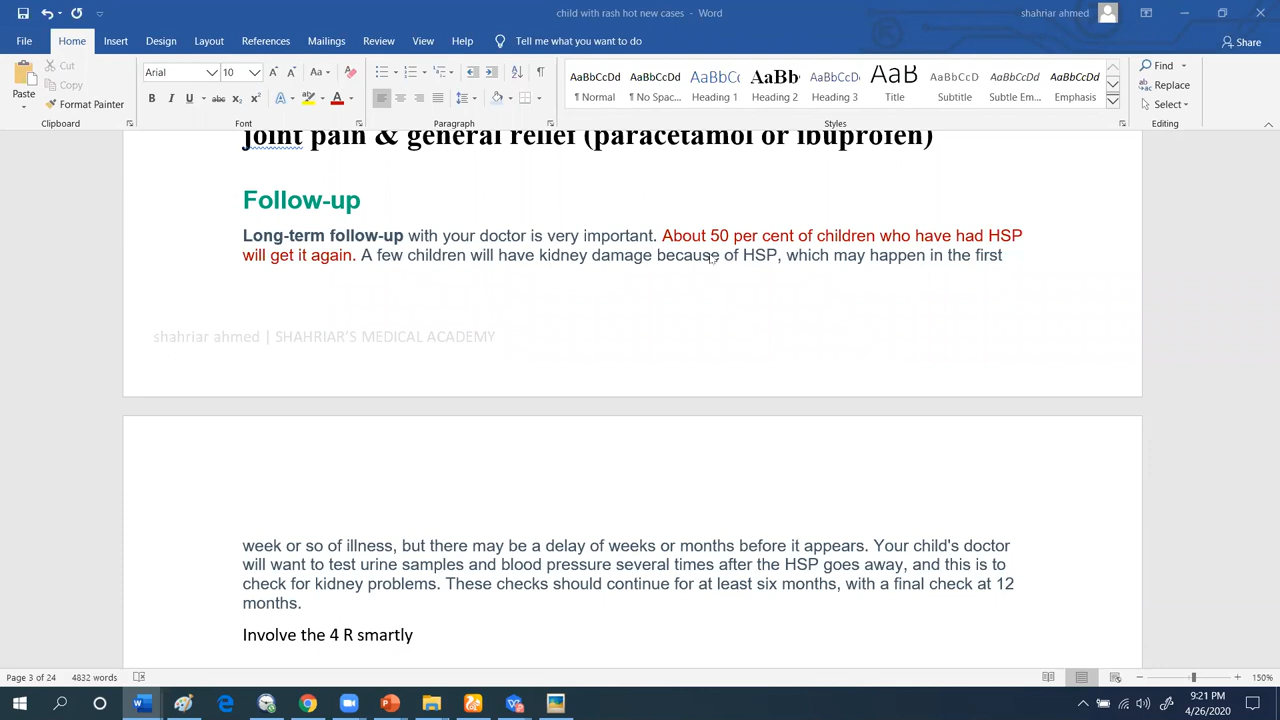 child with rash hot new cases - Word
shahriar ahmed
File Home Insert Design Layout References Mailings Review View Help Tell me what you want to do
Share
Paste
Cut
Copy
Format Painter
Clipboard
Arial 10
Font
Paragraph
AaBbCcDd AaBbCcDd AaBbCc AaBb AaBbCcD AaB AaBbCcDd AaBbCcDd AaBbCcDd
¶ Normal ¶ No Spac... Heading 1 Heading 2 Heading 3 Title Subtitle Subtle Em... Emphasis
Styles
Find
Replace
Select
Editing
joint pain & general relief (paracetamol or ibuprofen)
Follow-up
Long-term follow-up with your doctor is very important. About 50 per cent of children who have had HSP
will get it again. A few children will have kidney damage because of HSP, which may happen in the first
shahriar ahmed | SHAHRIAR'S MEDICAL ACADEMY
week or so of illness, but there may be a delay of weeks or months before it appears. Your child's doctor
will want to test urine samples and blood pressure several times after the HSP goes away, and this is to
check for kidney problems. These checks should continue for at least six months, with a final check at 12
months.
Involve the 4 R smartly
Page 3 of 24 4832 words
150%
9:21 PM
4/26/2020